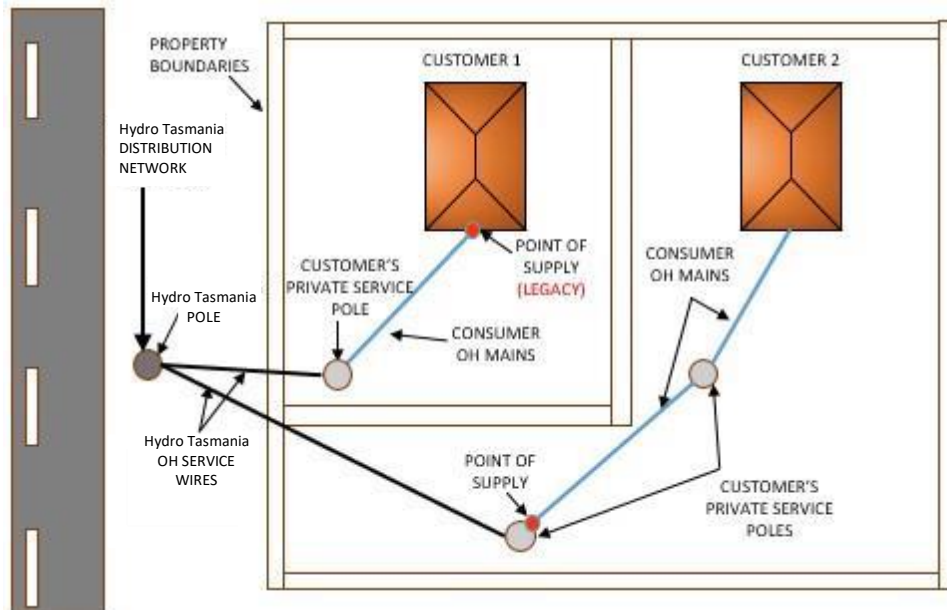 PROPERTY
BOUNDARIES
CUSTOMER 1
CUSTOMER 2
Hydro Tasmania
DISTRIBUTION
NETWORK
POINT OF
SUPPLY
(LEGACY)
CONSUMER
OH MAINS
CUSTOMER'S
PRIVATE SERVICE
POLE
Hydro Tasmania
POLE
CONSUMER
OH MAINS
Hydro Tasmania
OH SERVICE
WIRES
POINT OF
SUPPLY
CUSTOMER'S
PRIVATE SERVICE
POLES